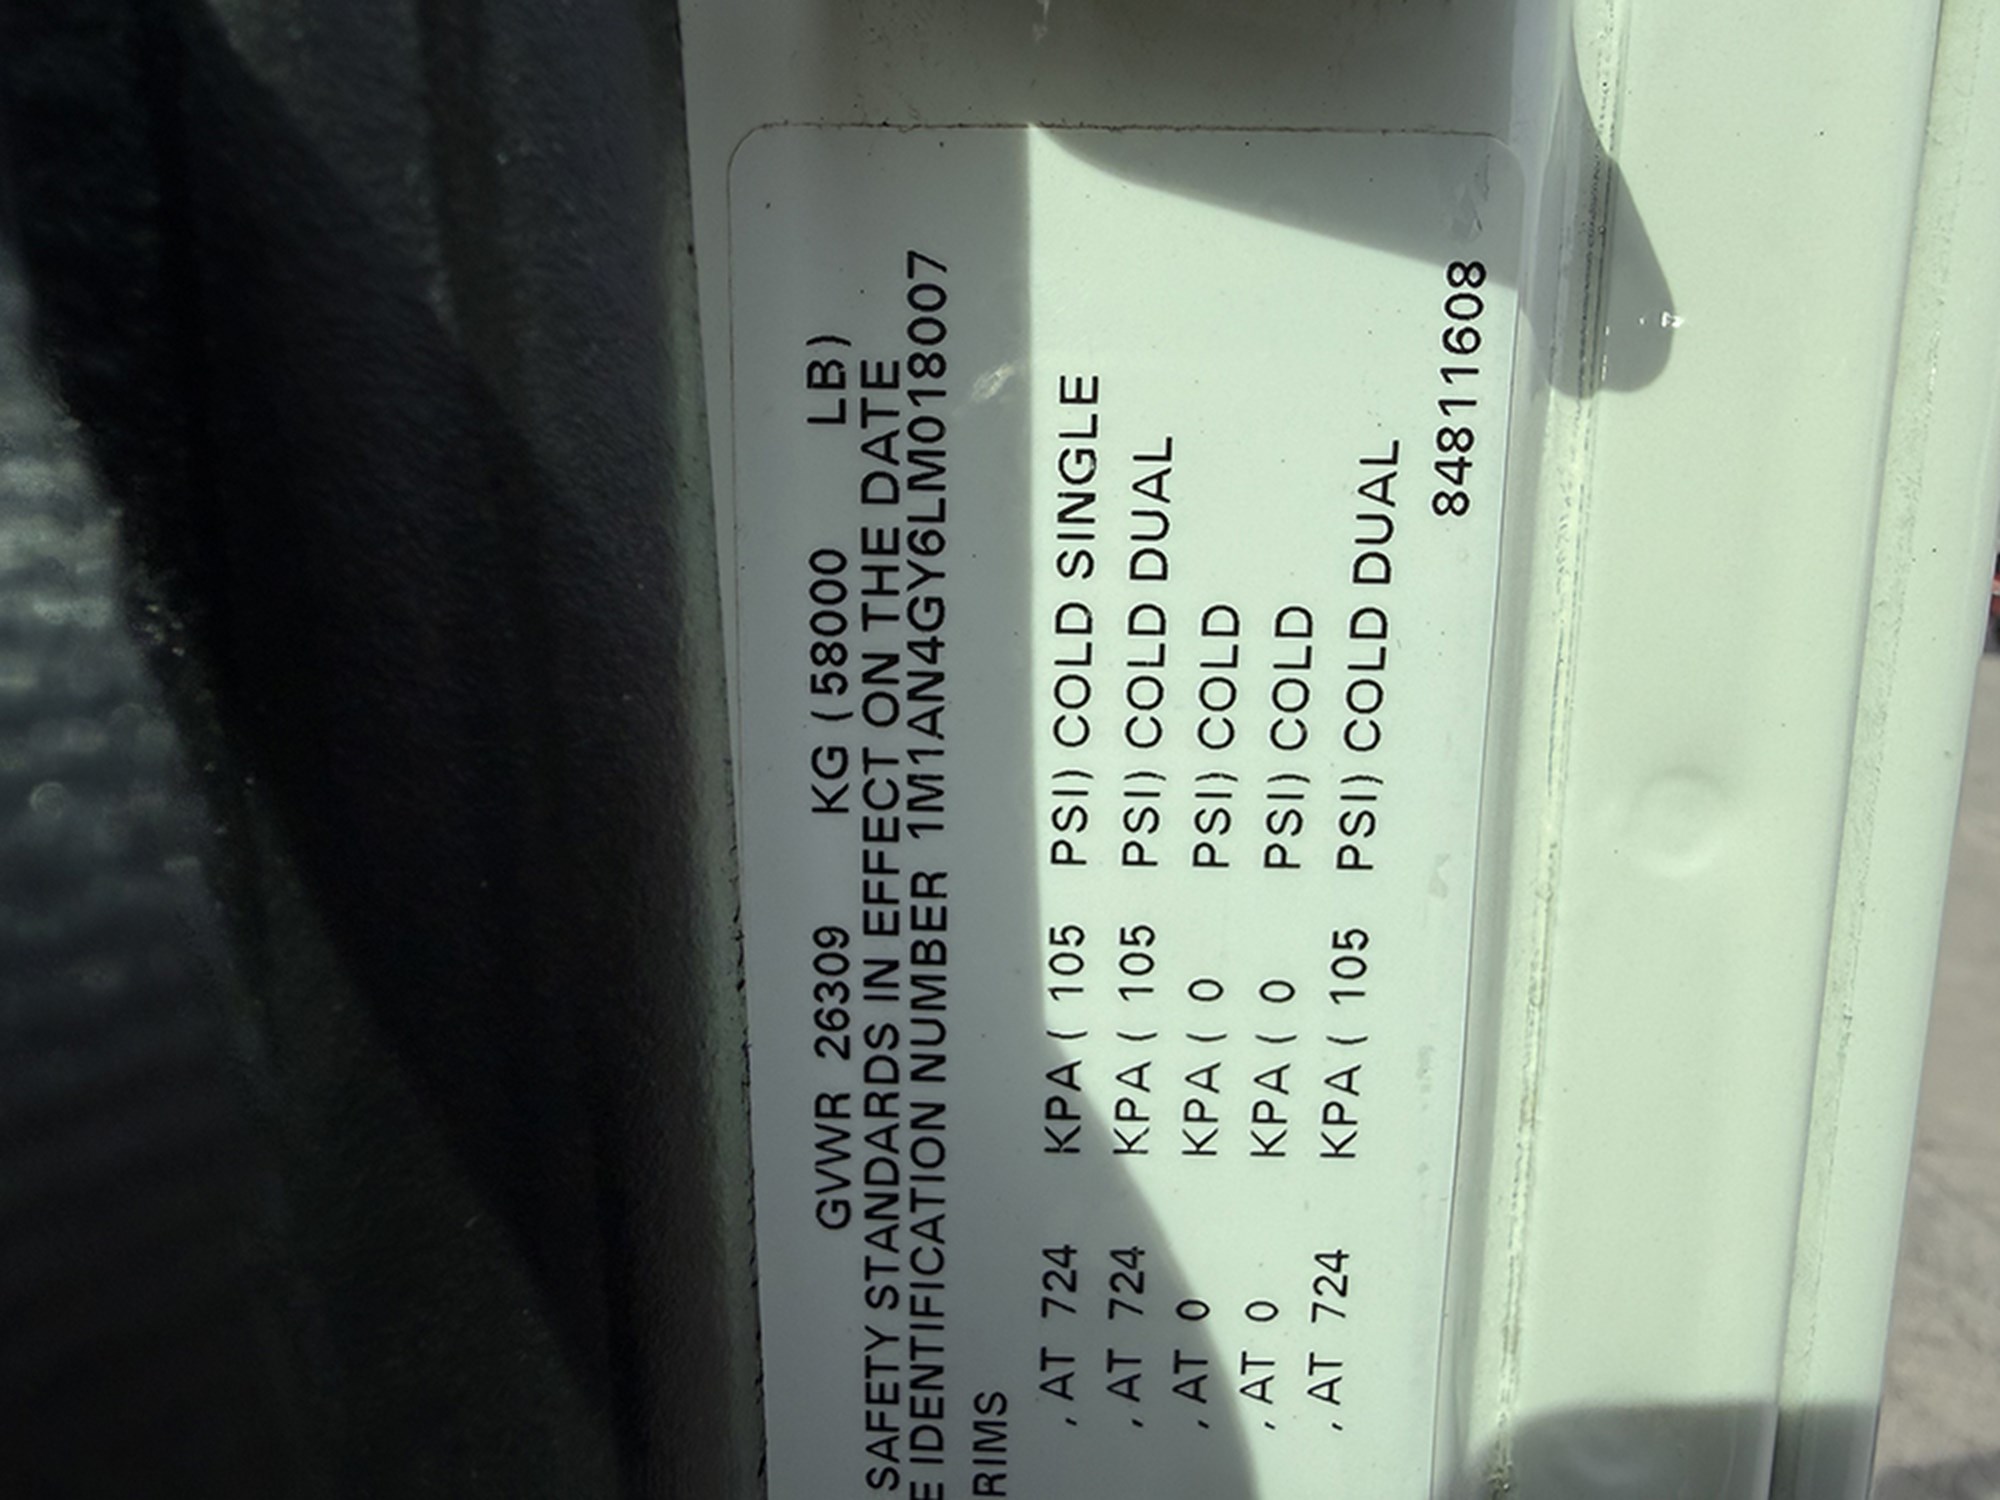 GVWR 26309 KG (58000 LB)
SAFETY STANDARDS IN EFFECT ON THE DATE
E IDENTIFICATION NUMBER 1M1AN4GY6LM018007
RIMS
, AT 724 KPA ( 105 PSI) COLD SINGLE
, AT 724 KPA ( 105 PSI) COLD DUAL
, AT 0 KPA ( 0 PSI) COLD
, AT 0 KPA ( 0 PSI) COLD
, AT 724 KPA ( 105 PSI) COLD DUAL
84811608